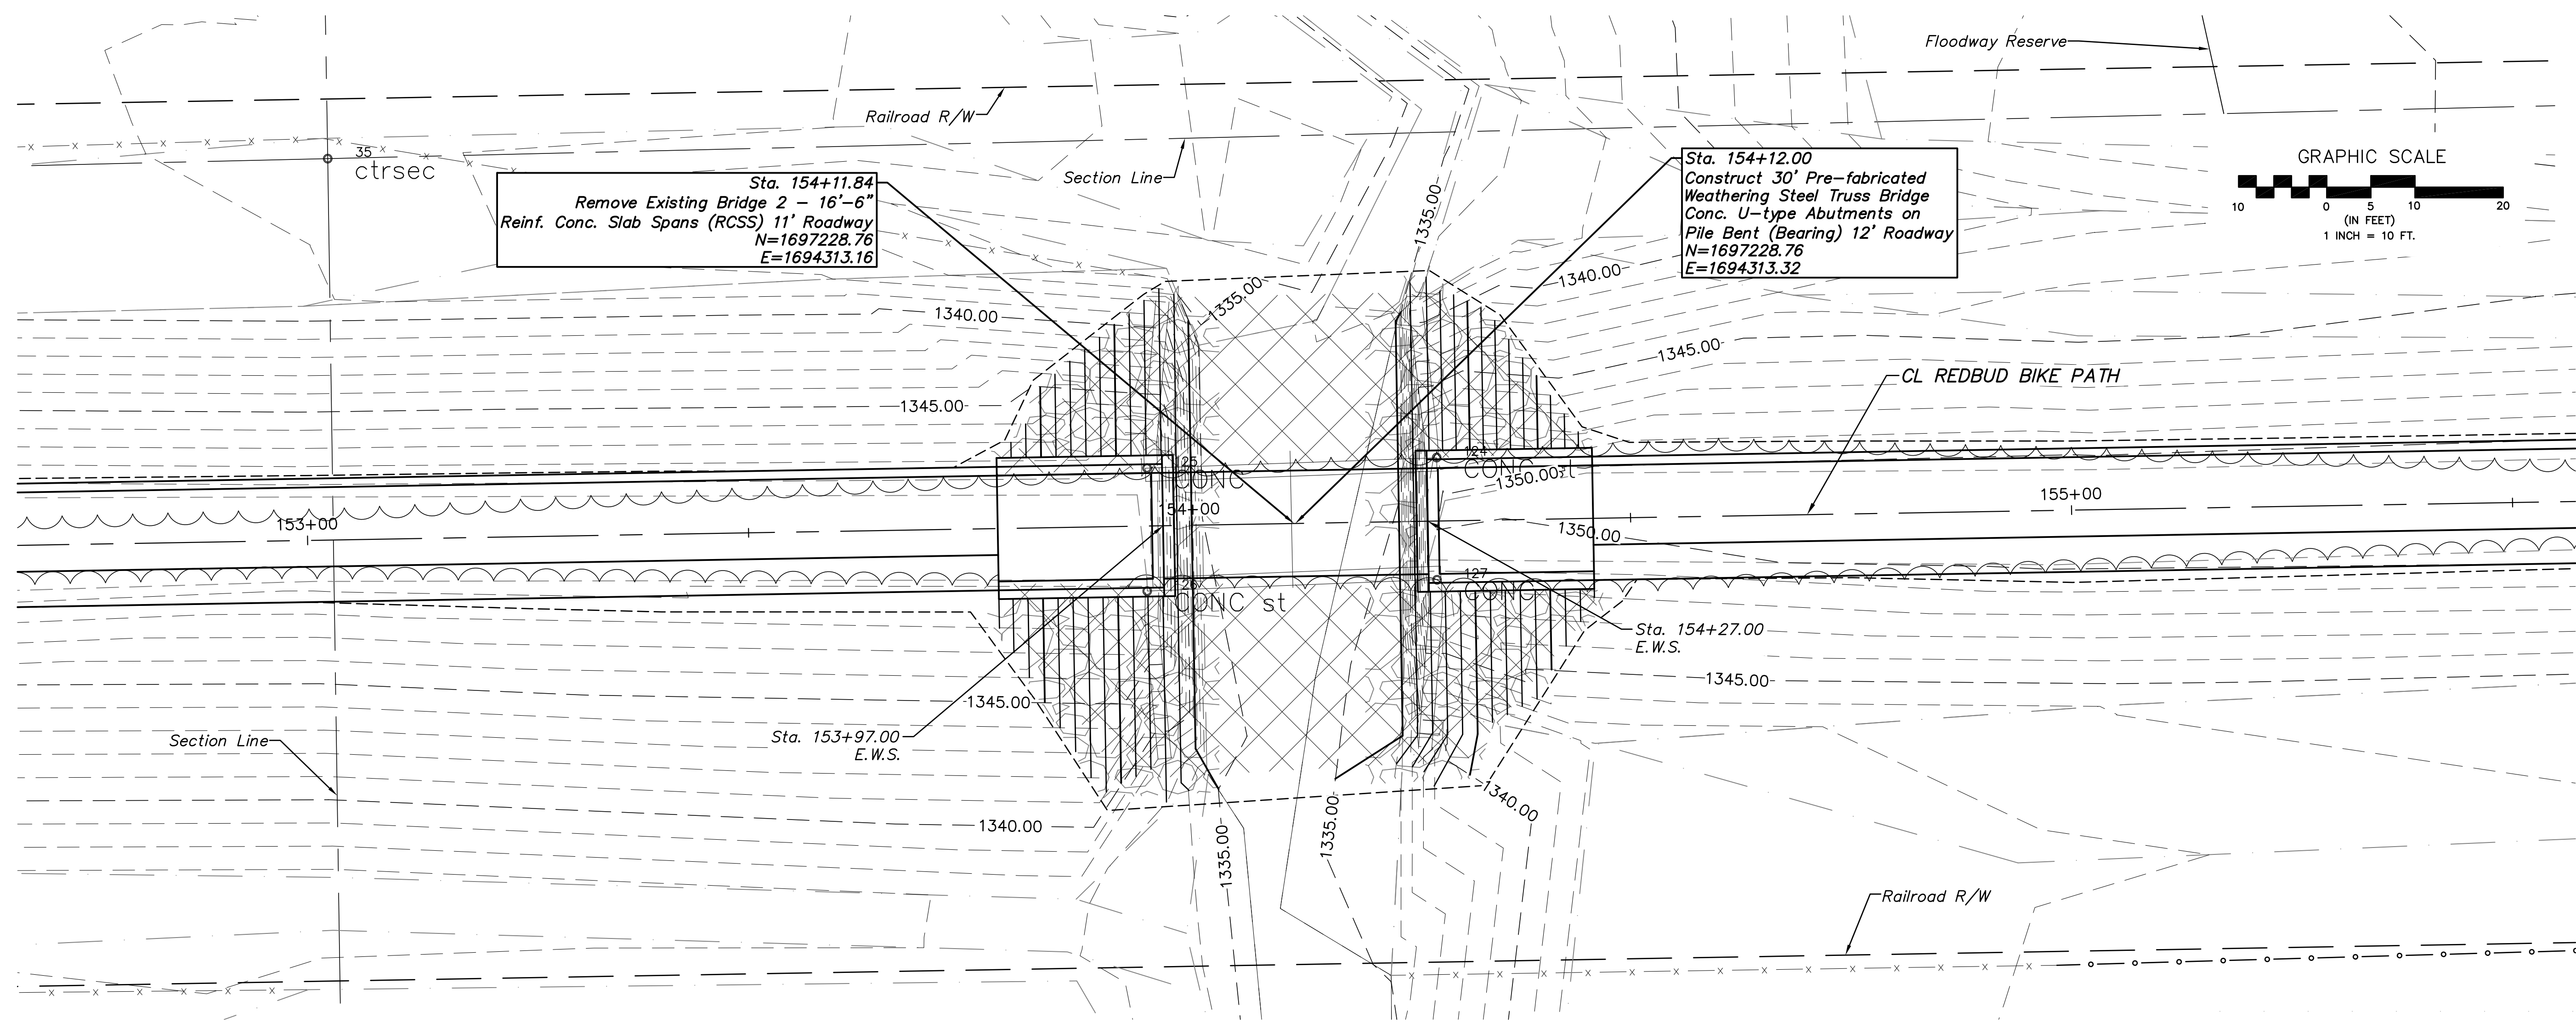 Floodway Reserve
Railroad R/W
Section Line
35
ctrsec
Sta. 154+11.84
Remove Existing Bridge 2 – 16'–6"
Reinf. Conc. Slab Spans (RCSS) 11' Roadway
N=1697228.76
E=1694313.16
Sta. 154+12.00
Construct 30' Pre–fabricated
Weathering Steel Truss Bridge
Conc. U–type Abutments on
Pile Bent (Bearing) 12' Roadway
N=1697228.76
E=1694313.32
GRAPHIC SCALE
10 0 5 10 20
(IN FEET)
1 INCH = 10 FT.
1335.00
1340.00
1335.00
1340.00
1345.00
1345.00
CL REDBUD BIKE PATH
124
CONC st
1350.00
CONC
153+00
154+00
155+00
1350.00
127
CONC
CONC st
Sta. 154+27.00
E.W.S.
1345.00
1345.00
Sta. 153+97.00
E.W.S.
Section Line
1340.00
1340.00
1335.00
1335.00
Railroad R/W